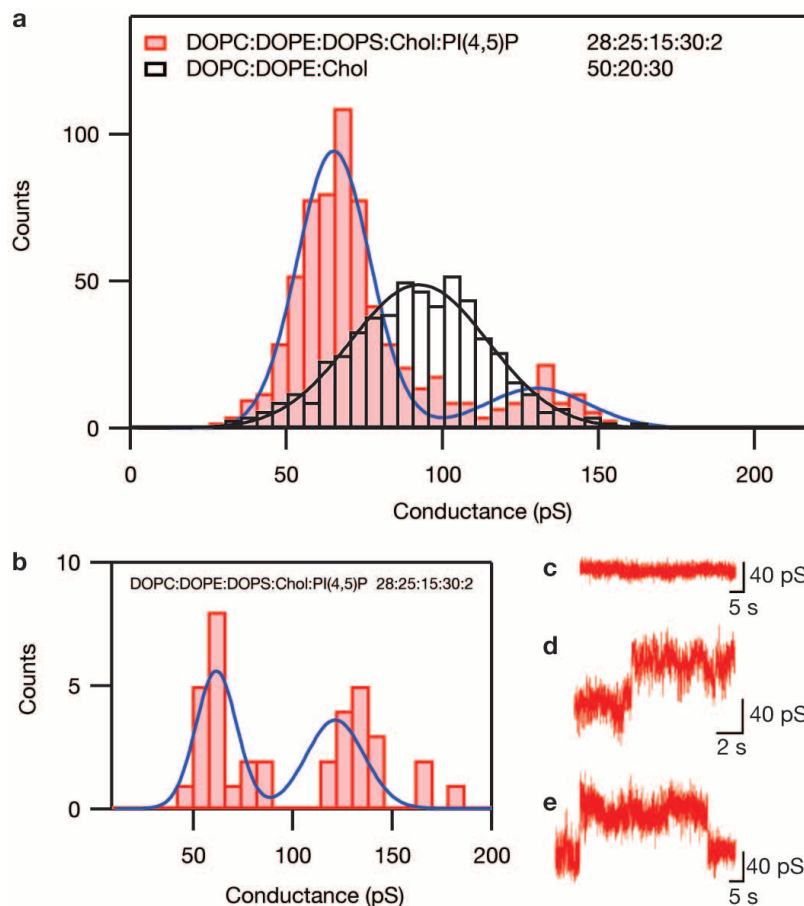 a
DOPC:DOPE:DOPS:Chol:PI(4,5)P 28:25:15:30:2
DOPC:DOPE:Chol 50:20:30
100
50
0
Counts
0 50 100 150 200
Conductance (pS)
b
DOPC:DOPE:DOPS:Chol:PI(4,5)P 28:25:15:30:2
10
5
0
Counts
50 100 150 200
Conductance (pS)
c
40 pS
5 s
d
40 pS
2 s
e
40 pS
5 s